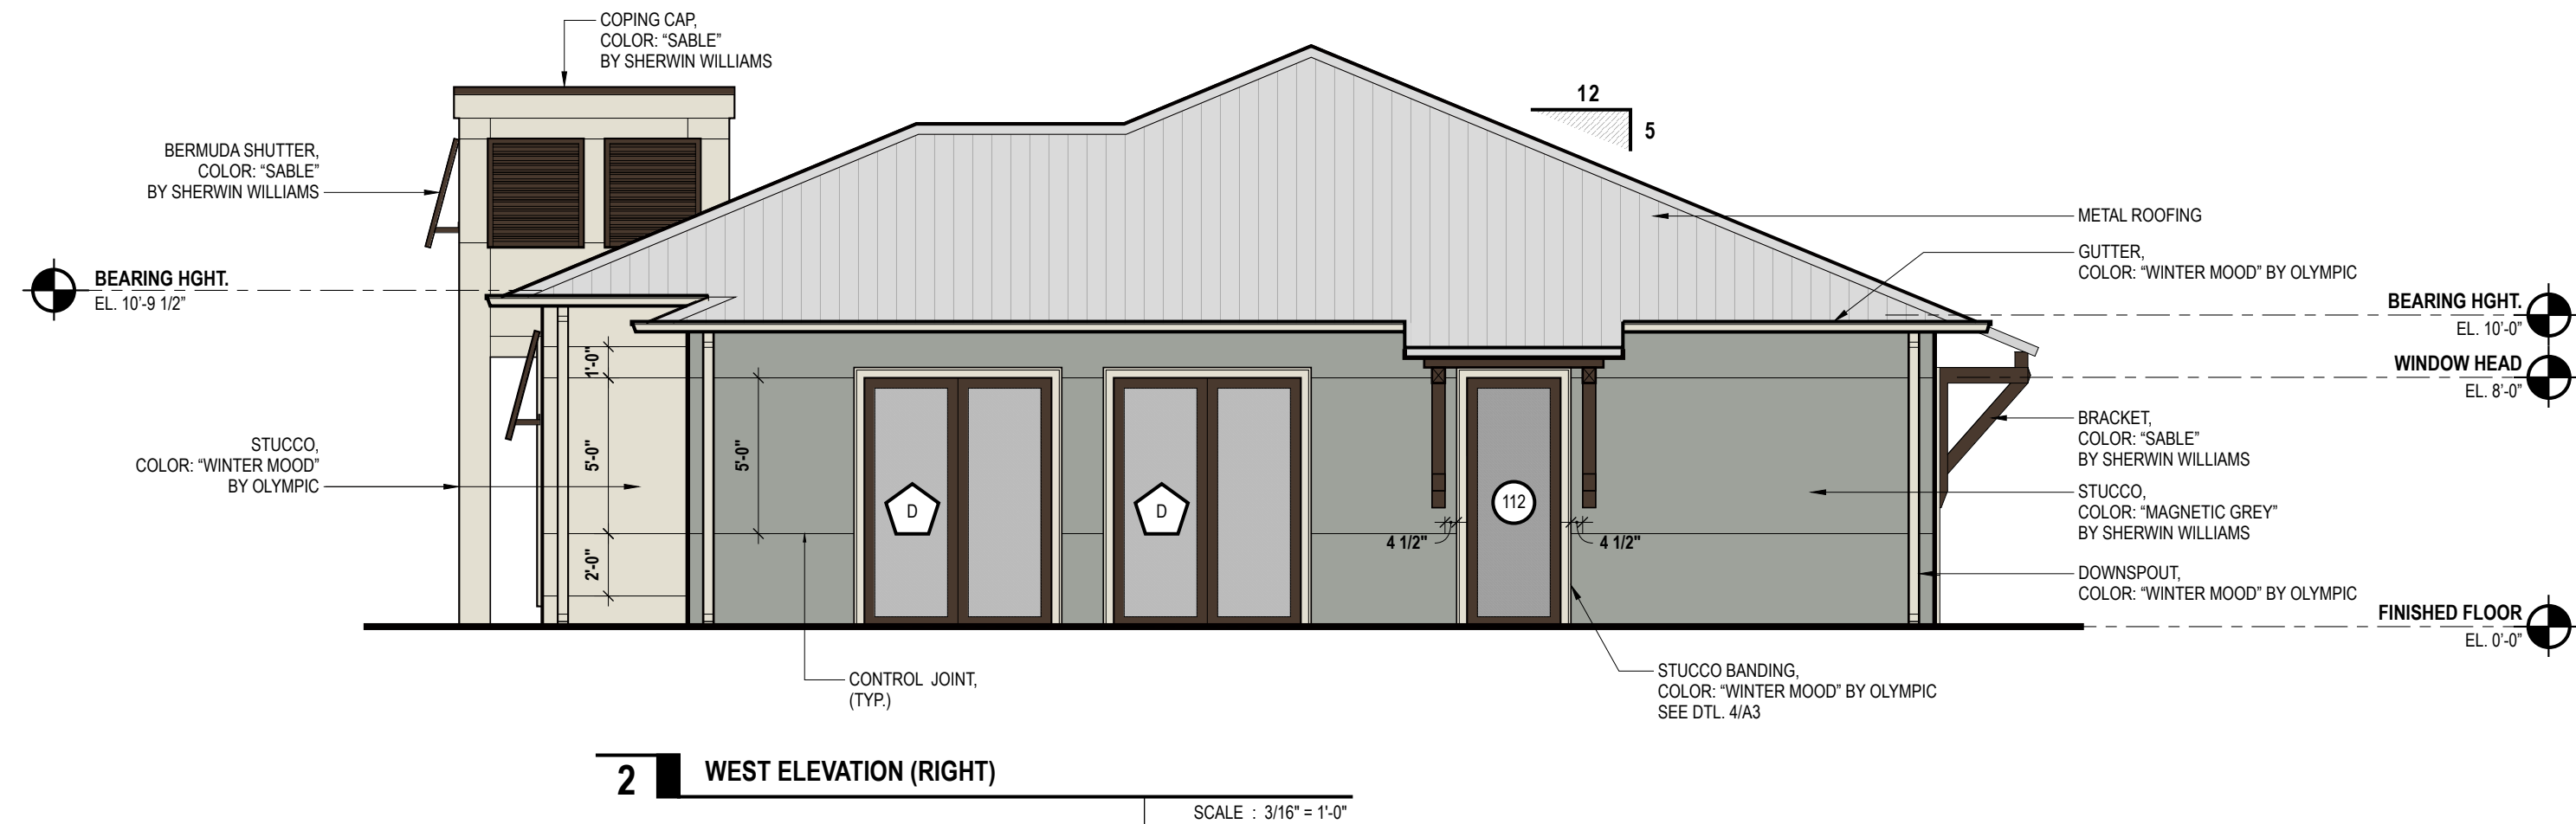 COPING CAP,
COLOR: “SABLE”
BY SHERWIN WILLIAMS
12
5
BERMUDA SHUTTER,
COLOR: “SABLE”
BY SHERWIN WILLIAMS
METAL ROOFING
GUTTER,
COLOR: “WINTER MOOD” BY OLYMPIC
BEARING HGHT.
EL. 10’-9 1/2”
BEARING HGHT.
EL. 10’-0”
WINDOW HEAD
EL. 8’-0”
1'-0"
5'-0"
2'-0"
5'-0"
STUCCO,
COLOR: “WINTER MOOD”
BY OLYMPIC
D
D
112
4 1/2"
4 1/2"
BRACKET,
COLOR: “SABLE”
BY SHERWIN WILLIAMS
STUCCO,
COLOR: “MAGNETIC GREY”
BY SHERWIN WILLIAMS
DOWNSPOUT,
COLOR: “WINTER MOOD” BY OLYMPIC
FINISHED FLOOR
EL. 0’-0”
CONTROL JOINT,
(TYP.)
STUCCO BANDING,
COLOR: “WINTER MOOD” BY OLYMPIC
SEE DTL. 4/A3
2 WEST ELEVATION (RIGHT)
SCALE : 3/16" = 1'-0"